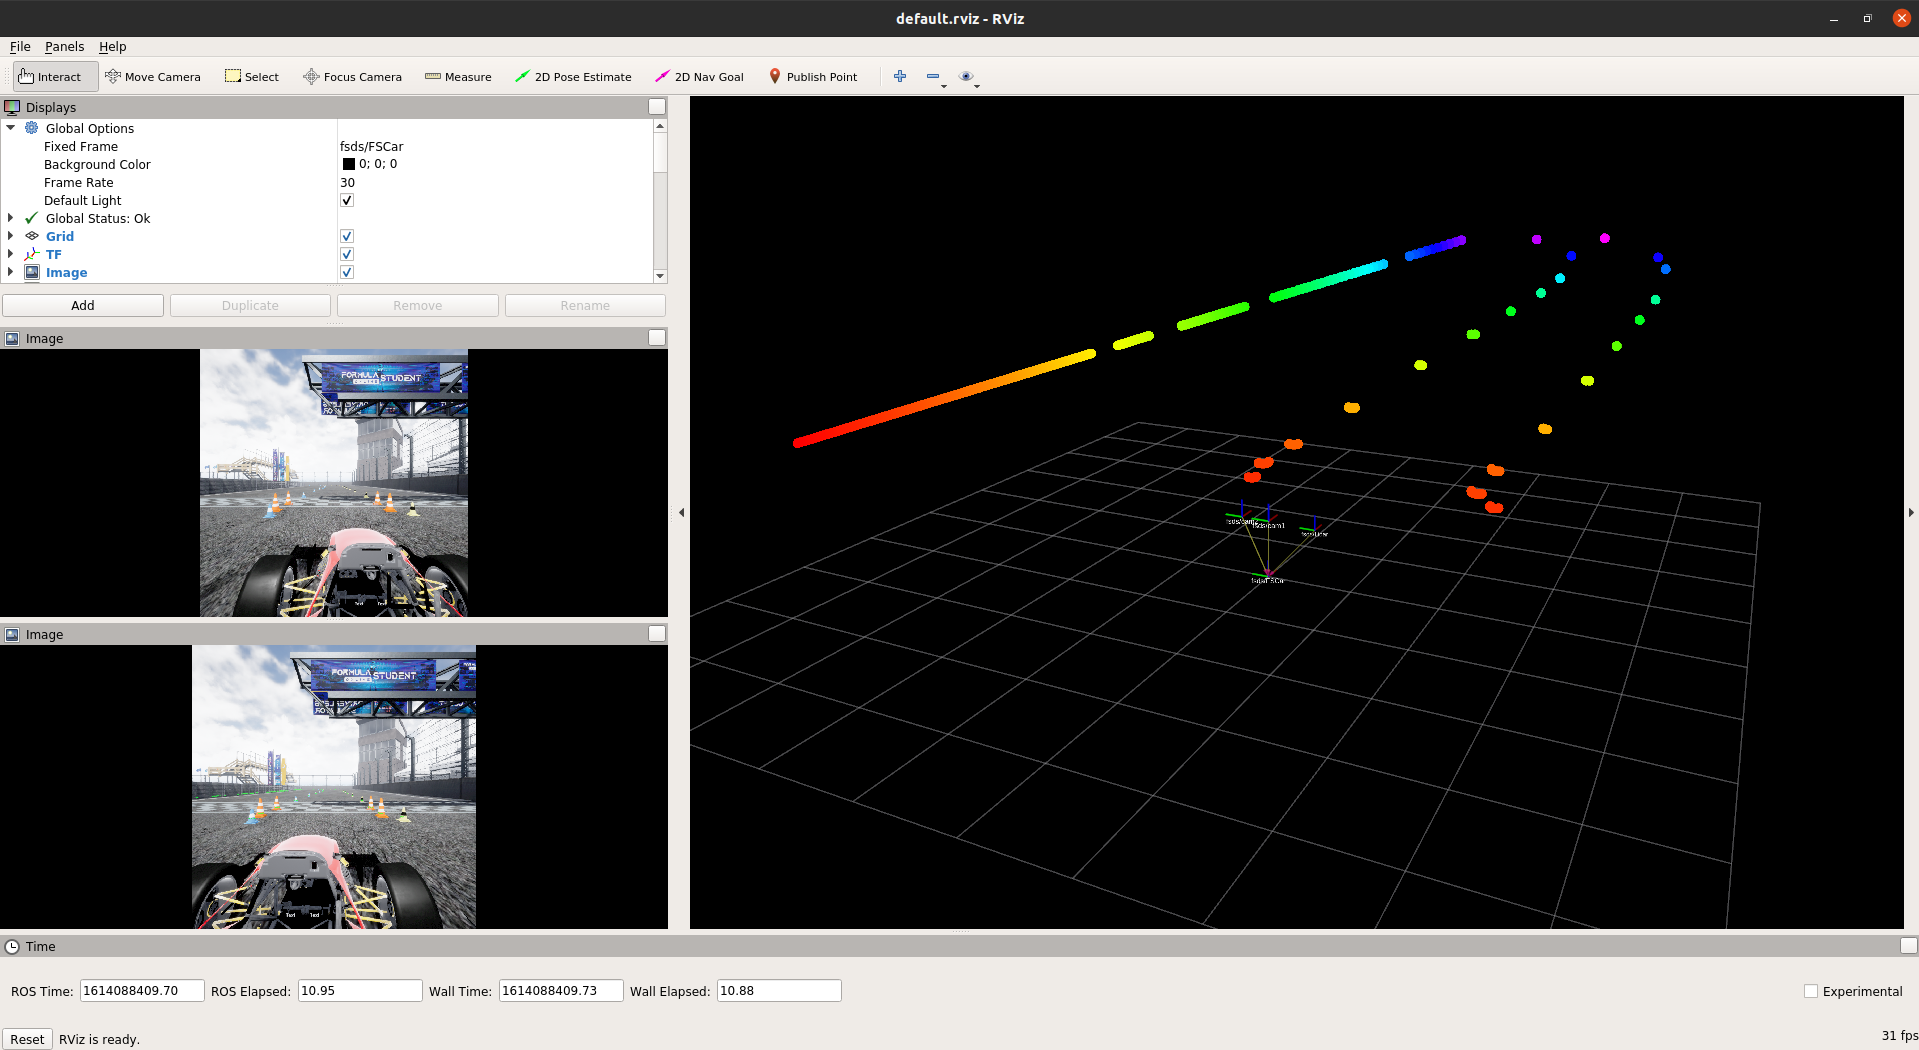 default.rviz - RViz
File Panels Help
Interact Move Camera Select Focus Camera Measure 2D Pose Estimate 2D Nav Goal Publish Point
Displays
Global Options
Fixed Frame fsds/FSCar
Background Color 0; 0; 0
Frame Rate 30
Default Light
Global Status: Ok
Grid
TF
Image
Add Duplicate Remove Rename
Image
FORMULA
STUDENT
Image
FORMULA
STUDENT
Text Text
fsds/cam1
Time
ROS Time: 1614088409.70 ROS Elapsed: 10.95 Wall Time: 1614088409.73 Wall Elapsed: 10.88
Experimental
Reset RViz is ready.
31 fps